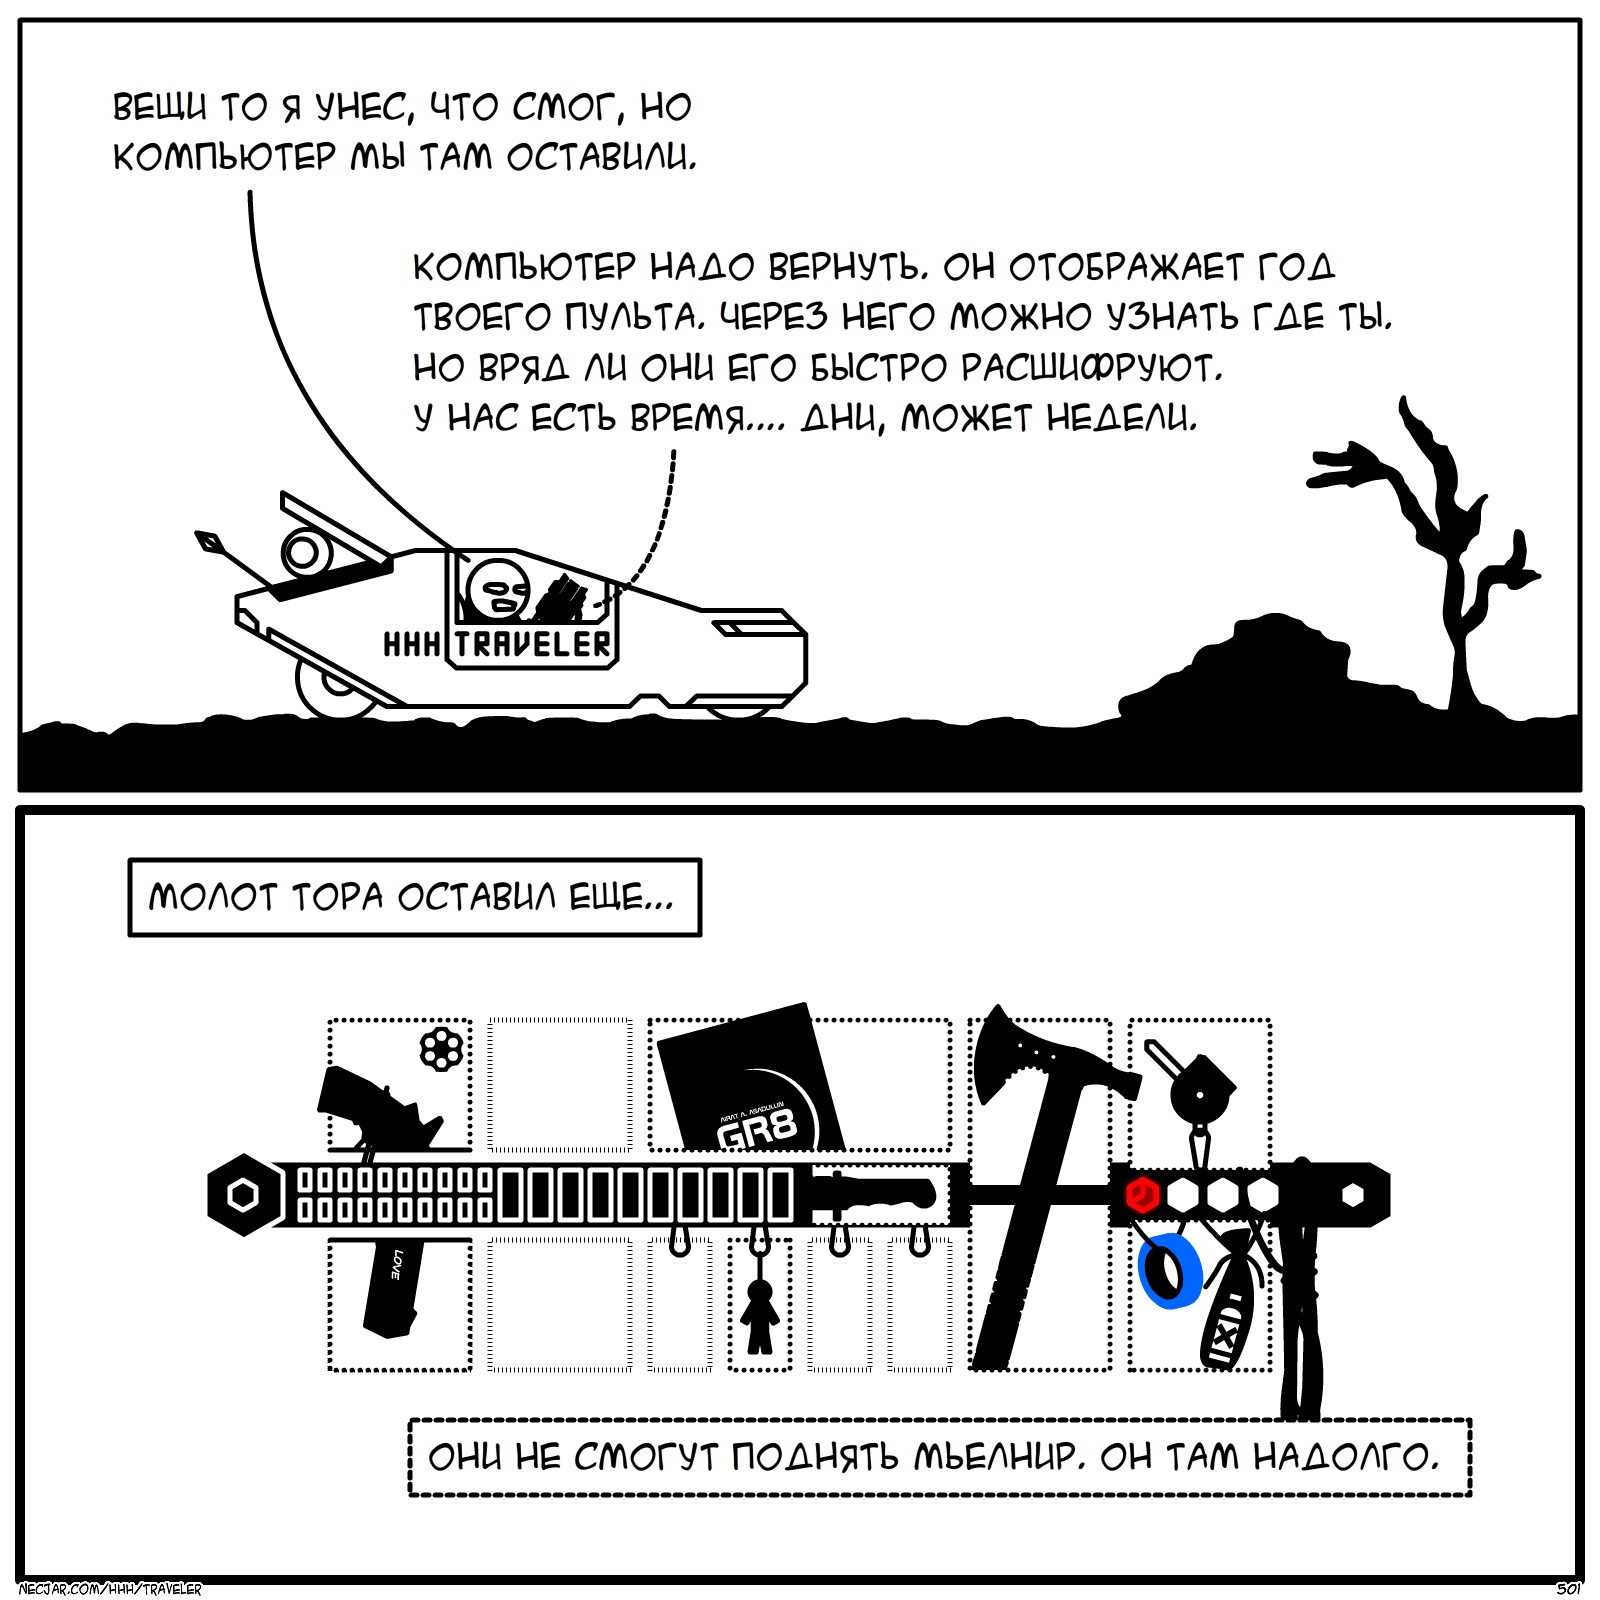 ВЕЩИ ТО Я УНЕС, ЧТО СМОГ, НО
КОМПЬЮТЕР МЫ ТАМ ОСТАВИЛИ.
КОМПЬЮТЕР НАДО ВЕРНУТЬ. ОН ОТОБРАЖАЕТ ГОД
ТВОЕГО ПУЛЬТА. ЧЕРЕЗ НЕГО МОЖНО УЗНАТЬ ГДЕ ТЫ.
НО ВРЯД ЛИ ОНИ ЕГО БЫСТРО РАСШИФРУЮТ.
У НАС ЕСТЬ ВРЕМЯ.... ДНИ, МОЖЕТ НЕДЕЛИ.
HHH TRAVELER
МОЛОТ ТОРА ОСТАВИЛ ЕЩЕ...
AIRAT A. ASADULLIN
GR8
LOVE
XD
ОНИ НЕ СМОГУТ ПОДНЯТЬ МЬЕЛНИР. ОН ТАМ НАДОЛГО.
NECJAR.COM/HHH/TRAVELER
501